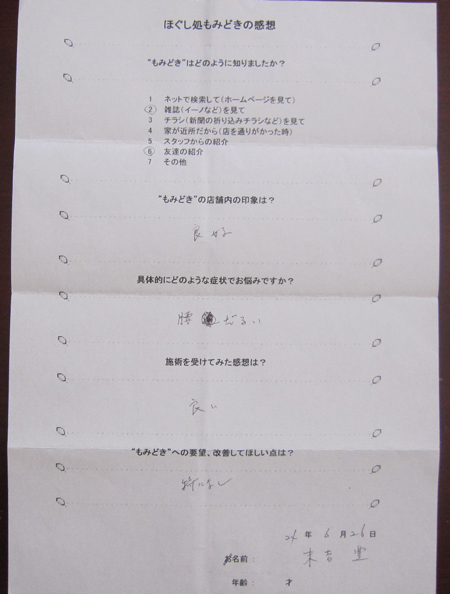 ほぐし処もみどきの感想
"もみどき"はどのように知りましたか？
1 ネットで検索して(ホームページを見て)
2 雑誌(イーノなど)を見て
3 チラシ(新聞の折り込みチラシなど)を見て
4 家が近所だから(店を通りがかった時)
5 スタッフからの紹介
6 友達の紹介
7 その他
"もみどき"の店舗内の印象は？
良好
具体的にどのような症状でお悩みですか？
腰 だるい
施術を受けてみた感想は？
良い
"もみどき"への要望、改善してほしい点は？
特になし
24 年 6 月 26 日
お名前： 末吉
年齢： 才